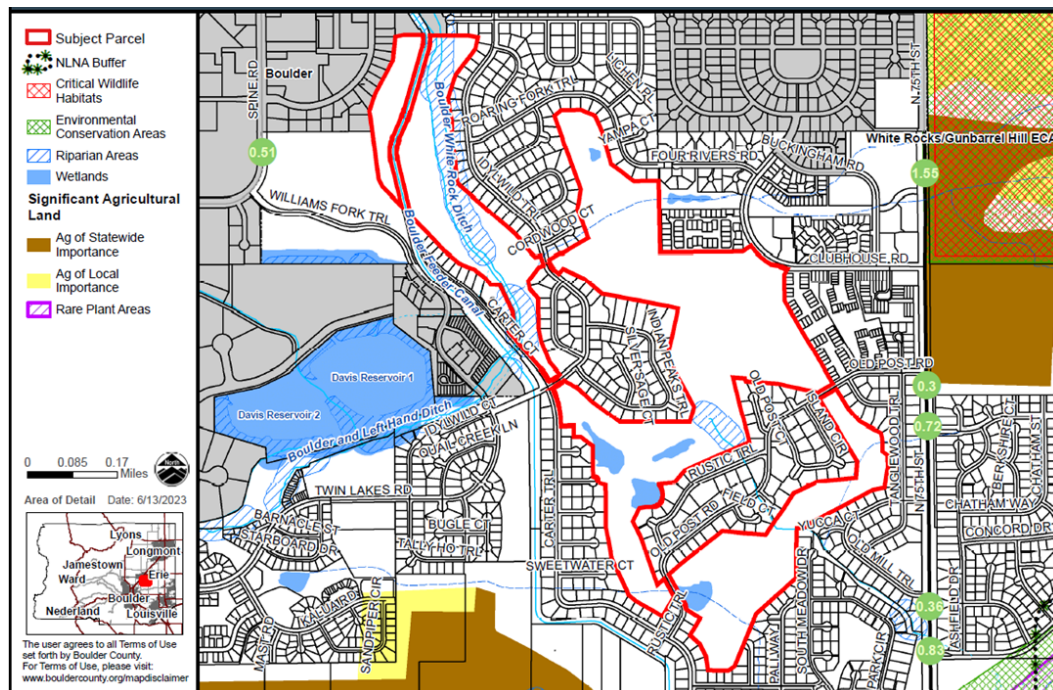 Subject Parcel
NLNA Buffer
Critical Wildlife
Habitats
Environmental
Conservation Areas
Riparian Areas
Wetlands
Significant Agricultural
Land
Ag of Statewide
Importance
Ag of Local
Importance
Rare Plant Areas
0 0.085 0.17
Miles
North
Area of Detail Date: 6/13/2023
Lyons
Longmont
Jamestown
Ward
Erie
Boulder
Nederland
Louisville
The user agrees to all Terms of Use
set forth by Boulder County.
For Terms of Use, please visit:
www.bouldercounty.org/mapdisclaimer
SPINE RD
Boulder
0.51
WILLIAMS FORK TRL
Boulder White Rock Ditch
Boulder Feeder Canal
ROARING FORK TRL
LICHEN PL
YAMPA CT
IDYLWILD TRL
CORDWOOD CT
FOUR RIVERS RD
BUCKINGHAM RD
N 75TH ST
White Rocks/Gunbarrel Hill ECA
1.55
CLUBHOUSE RD
CARTER CT
INDIAN PEAKS TRL
SILVER SAGE CT
OLD POST RD
Davis Reservoir 1
Davis Reservoir 2
Boulder and Left Hand Ditch
IDYLWILD CT
QUAIL CREEK LN
OLD POST CT
ISLAND CIR
0.3
0.72
TANGLEWOOD TRL
N 75TH ST
BERKSHIRE CT
CHATHAM ST
RUSTIC TRL
FIELD CT
OLD POST RD
TWIN LAKES RD
CARTER TRL
BARNACLE ST
STARBOARD DR
BUGLE CT
TALLY HO TRL
YUCCA CT
CHATHAM WAY
CONCORD DR
OLD MILL TRL
SWEETWATER CT
KALUA RD
MAST RD
SANDPIPER CIR
RUSTIC TRL
PALLWAY
SOUTH MEADOW DR
PARK CIR
0.36
0.83
ASHFIELD DR